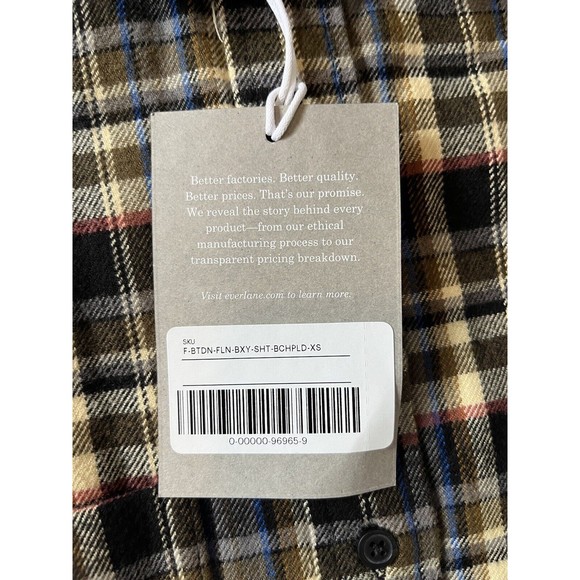 Better factories. Better quality.
Better prices. That's our promise.
We reveal the story behind every
product—from our ethical
manufacturing process to our
transparent pricing breakdown.
Visit everlane.com to learn more.
SKU
F-BTDN-FLN-BXY-SHT-BCHPLD-XS
0-00000-96965-9